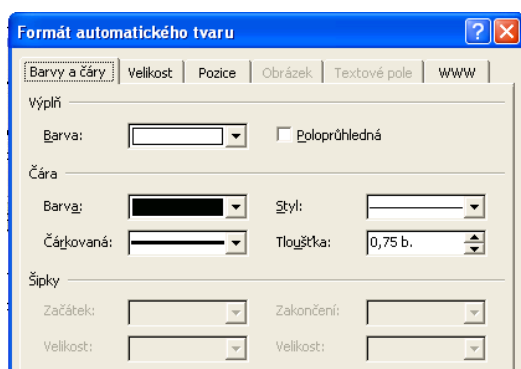 Formát automatického tvaru
Barvy a čáry Velikost Pozice Obrázek Textové pole WWW
Výplň
Barva: Poloprůhledná
Čára
Barva: Styl:
Čárkovaná: Tloušťka: 0,75 b.
Šipky
Začátek: Zakončení:
Velikost: Velikost: